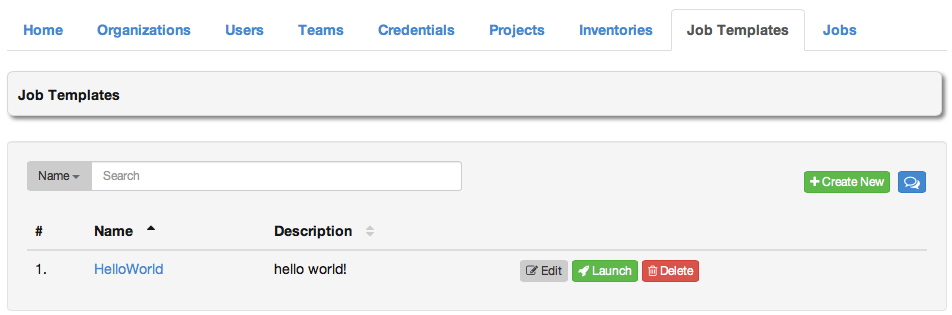 Home Organizations Users Teams Credentials Projects Inventories Job Templates Jobs
Job Templates
Name Search
Create New
# Name Description
1. HelloWorld hello world! Edit Launch Delete